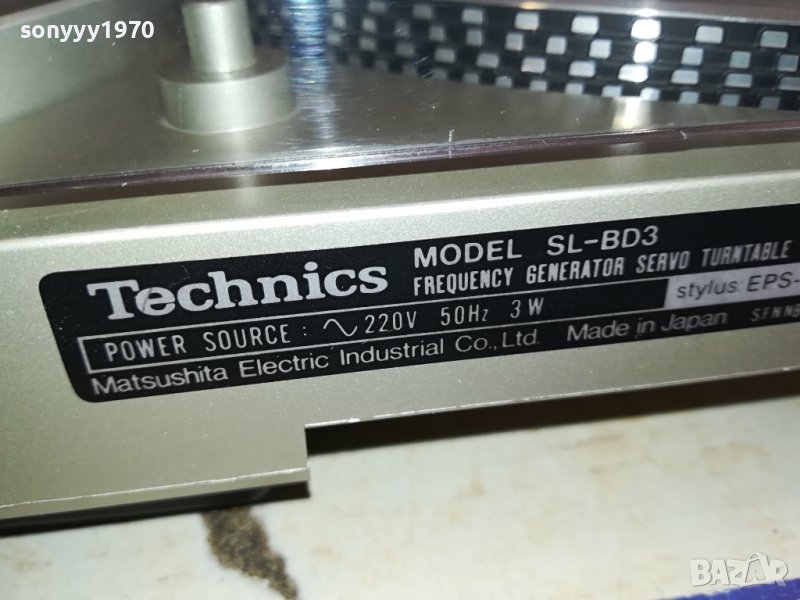 sonyyy1970
Technics
MODEL SL-BD3
FREQUENCY GENERATOR SERVO TURNTABLE
POWER SOURCE : ∿ 220V 50Hz 3W
stylus: EPS-
Matsushita Electric Industrial Co., Ltd. Made in Japan
BAZAR